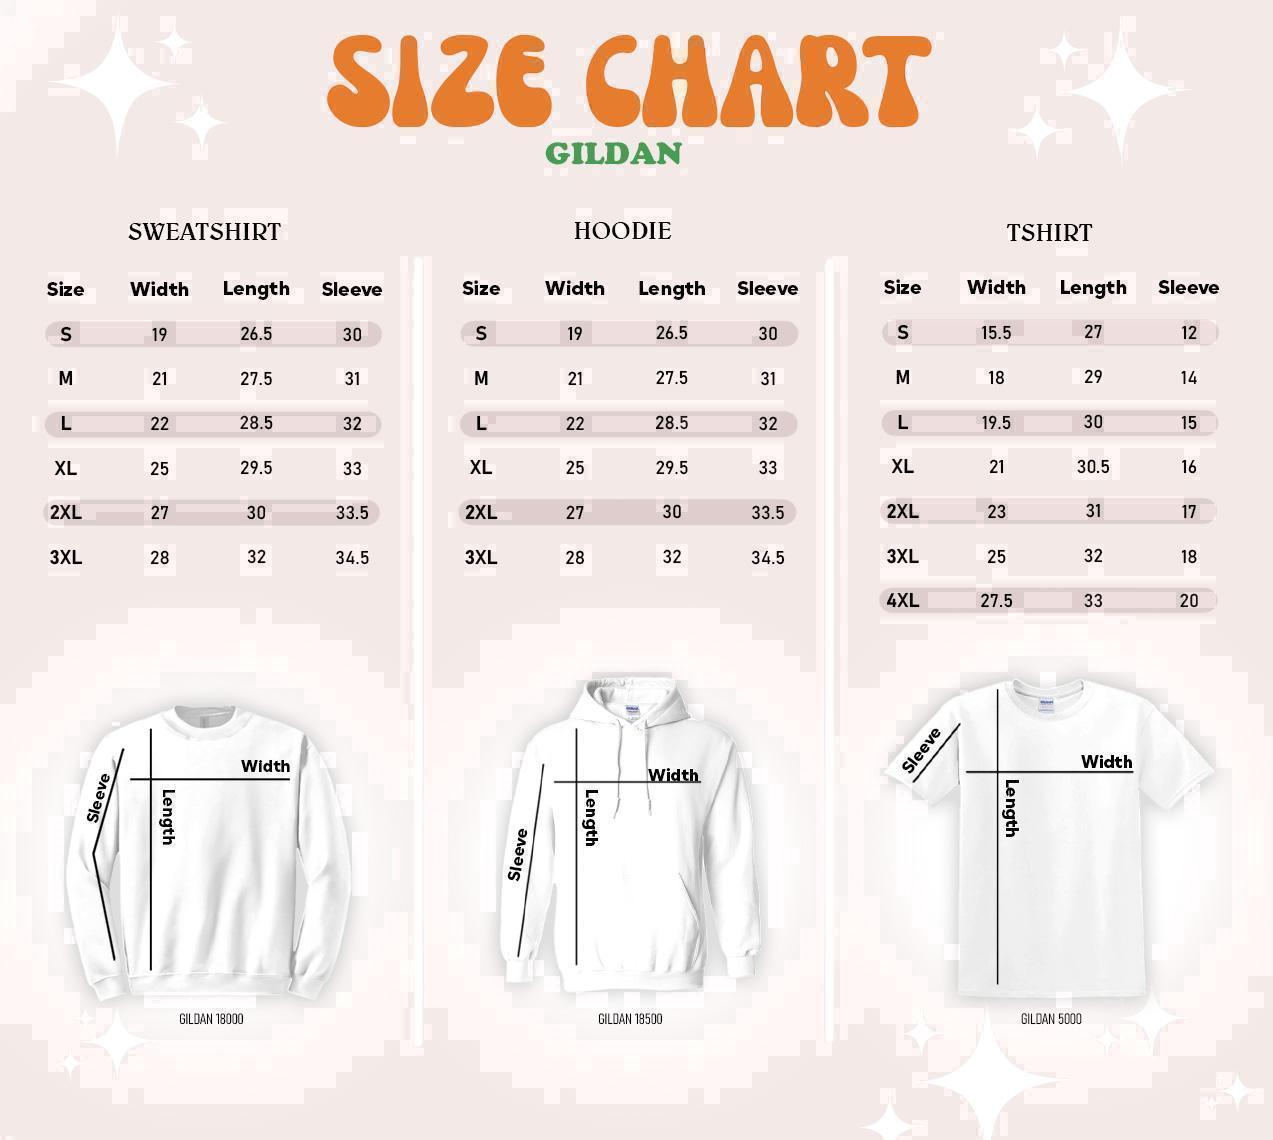 SIZE CHART
GILDAN
SWEATSHIRT
Size Width Length Sleeve
S 19 26.5 30
M 21 27.5 31
L 22 28.5 32
XL 25 29.5 33
2XL 27 30 33.5
3XL 28 32 34.5
Sleeve
Width
Length
GILDAN 18000
HOODIE
Size Width Length Sleeve
S 19 26.5 30
M 21 27.5 31
L 22 28.5 32
XL 25 29.5 33
2XL 27 30 33.5
3XL 28 32 34.5
Sleeve
Width
Length
GILDAN 18500
TSHIRT
Size Width Length Sleeve
S 15.5 27 12
M 18 29 14
L 19.5 30 15
XL 21 30.5 16
2XL 23 31 17
3XL 25 32 18
4XL 27.5 33 20
Sleeve
Width
Length
GILDAN 5000